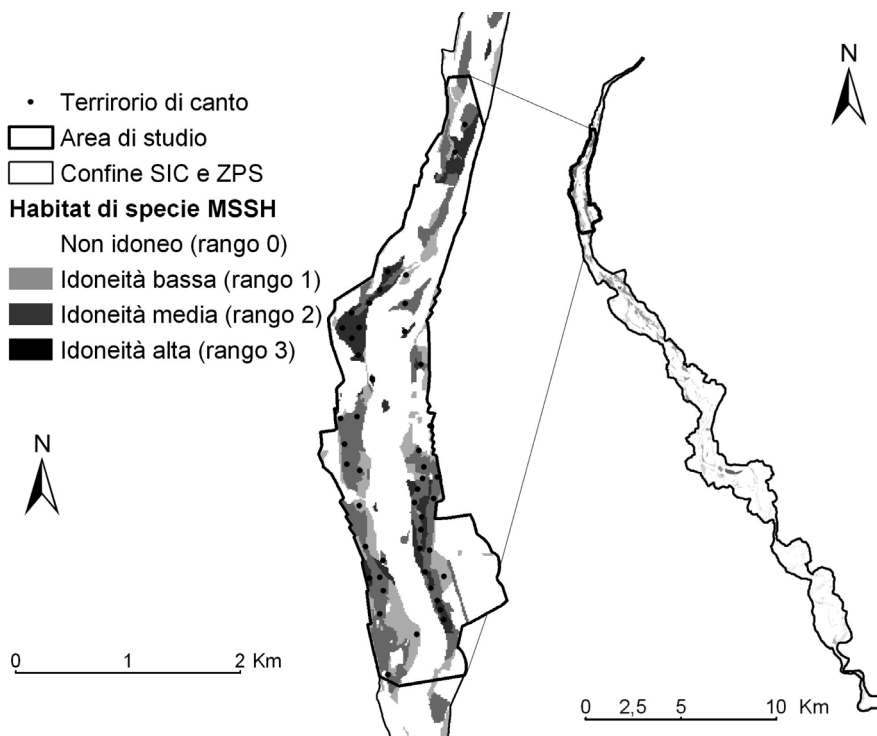 Terrirorio di canto
Area di studio
Confine SIC e ZPS
Habitat di specie MSSH
Non idoneo (rango 0)
Idoneità bassa (rango 1)
Idoneità media (rango 2)
Idoneità alta (rango 3)
N
0 1 2 Km
N
0 2,5 5 10 Km